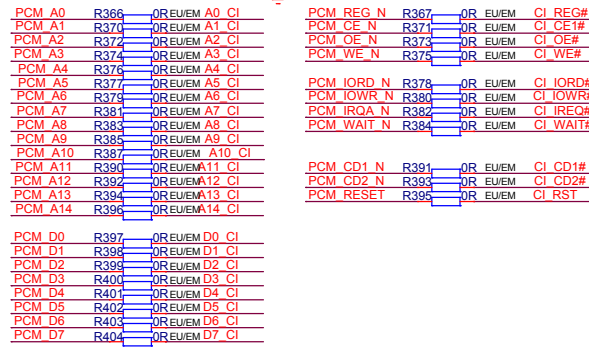 PCM_A0 R366 0R EU/EM A0_CI
PCM_A1 R370 0R EU/EM A1_CI
PCM_A2 R372 0R EU/EM A2_CI
PCM_A3 R374 0R EU/EM A3_CI
PCM_A4 R376 0R EU/EM A4_CI
PCM_A5 R377 0R EU/EM A5_CI
PCM_A6 R379 0R EU/EM A6_CI
PCM_A7 R381 0R EU/EM A7_CI
PCM_A8 R383 0R EU/EM A8_CI
PCM_A9 R385 0R EU/EM A9_CI
PCM_A10 R387 0R EU/EM A10_CI
PCM_A11 R390 0R EU/EM A11_CI
PCM_A12 R392 0R EU/EM A12_CI
PCM_A13 R394 0R EU/EM A13_CI
PCM_A14 R396 0R EU/EM A14_CI
PCM_D0 R397 0R EU/EM D0_CI
PCM_D1 R398 0R EU/EM D1_CI
PCM_D2 R399 0R EU/EM D2_CI
PCM_D3 R400 0R EU/EM D3_CI
PCM_D4 R401 0R EU/EM D4_CI
PCM_D5 R402 0R EU/EM D5_CI
PCM_D6 R403 0R EU/EM D6_CI
PCM_D7 R404 0R EU/EM D7_CI
PCM_REG_N R367 0R EU/EM CI_REG#
PCM_CE_N R371 0R EU/EM CI_CE1#
PCM_OE_N R373 0R EU/EM CI_OE#
PCM_WE_N R375 0R EU/EM CI_WE#
PCM_IORD_N R378 0R EU/EM CI_IORD#
PCM_IOWR_N R380 0R EU/EM CI_IOWR#
PCM_IRQA_N R382 0R EU/EM CI_IREQ#
PCM_WAIT_N R384 0R EU/EM CI_WAIT#
PCM_CD1_N R391 0R EU/EM CI_CD1#
PCM_CD2_N R393 0R EU/EM CI_CD2#
PCM_RESET R395 0R EU/EM CI_RST